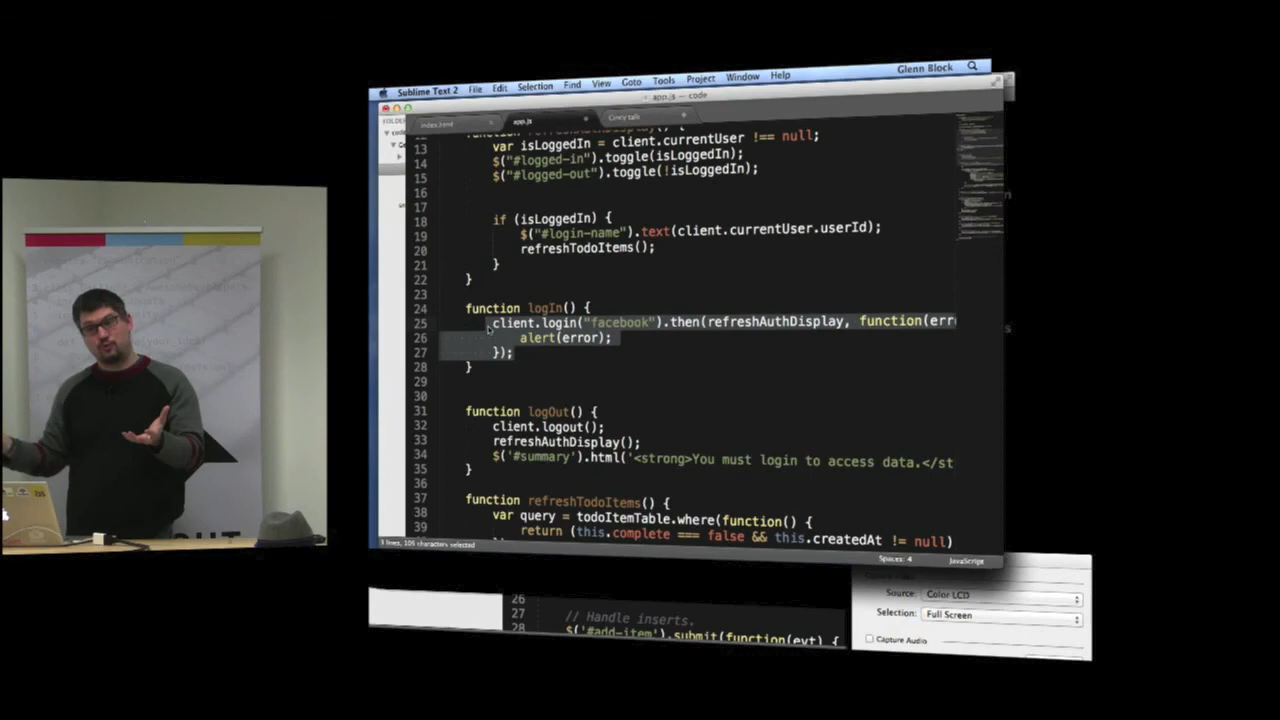 Sublime Text 2 File Edit Selection Find View Goto Tools Project Window Help Glenn Block
app.js — code
index.html app.js Cincy talk
13 var isLoggedIn = client.currentUser !== null;
14 $("#logged-in").toggle(isLoggedIn);
15 $("#logged-out").toggle(!isLoggedIn);
16
17
18 if (isLoggedIn) {
19 $("#login-name").text(client.currentUser.userId);
20 refreshTodoItems();
21 }
22 }
23
24 function logIn() {
25 client.login("facebook").then(refreshAuthDisplay, function(err
26 alert(error);
27 });
28 }
29
30
31 function logOut() {
32 client.logout();
33 refreshAuthDisplay();
34 $('#summary').html('<strong>You must login to access data.</st
35 }
36
37 function refreshTodoItems() {
38 var query = todoItemTable.where(function() {
39 return (this.complete === false && this.createdAt != null)
3 lines, 105 characters selected Spaces: 4 JavaScript
26
27 // Handle inserts.
28 $('#add-item').submit(function(evt) {
Source: Color LCD
Selection: Full Screen
Capture Audio